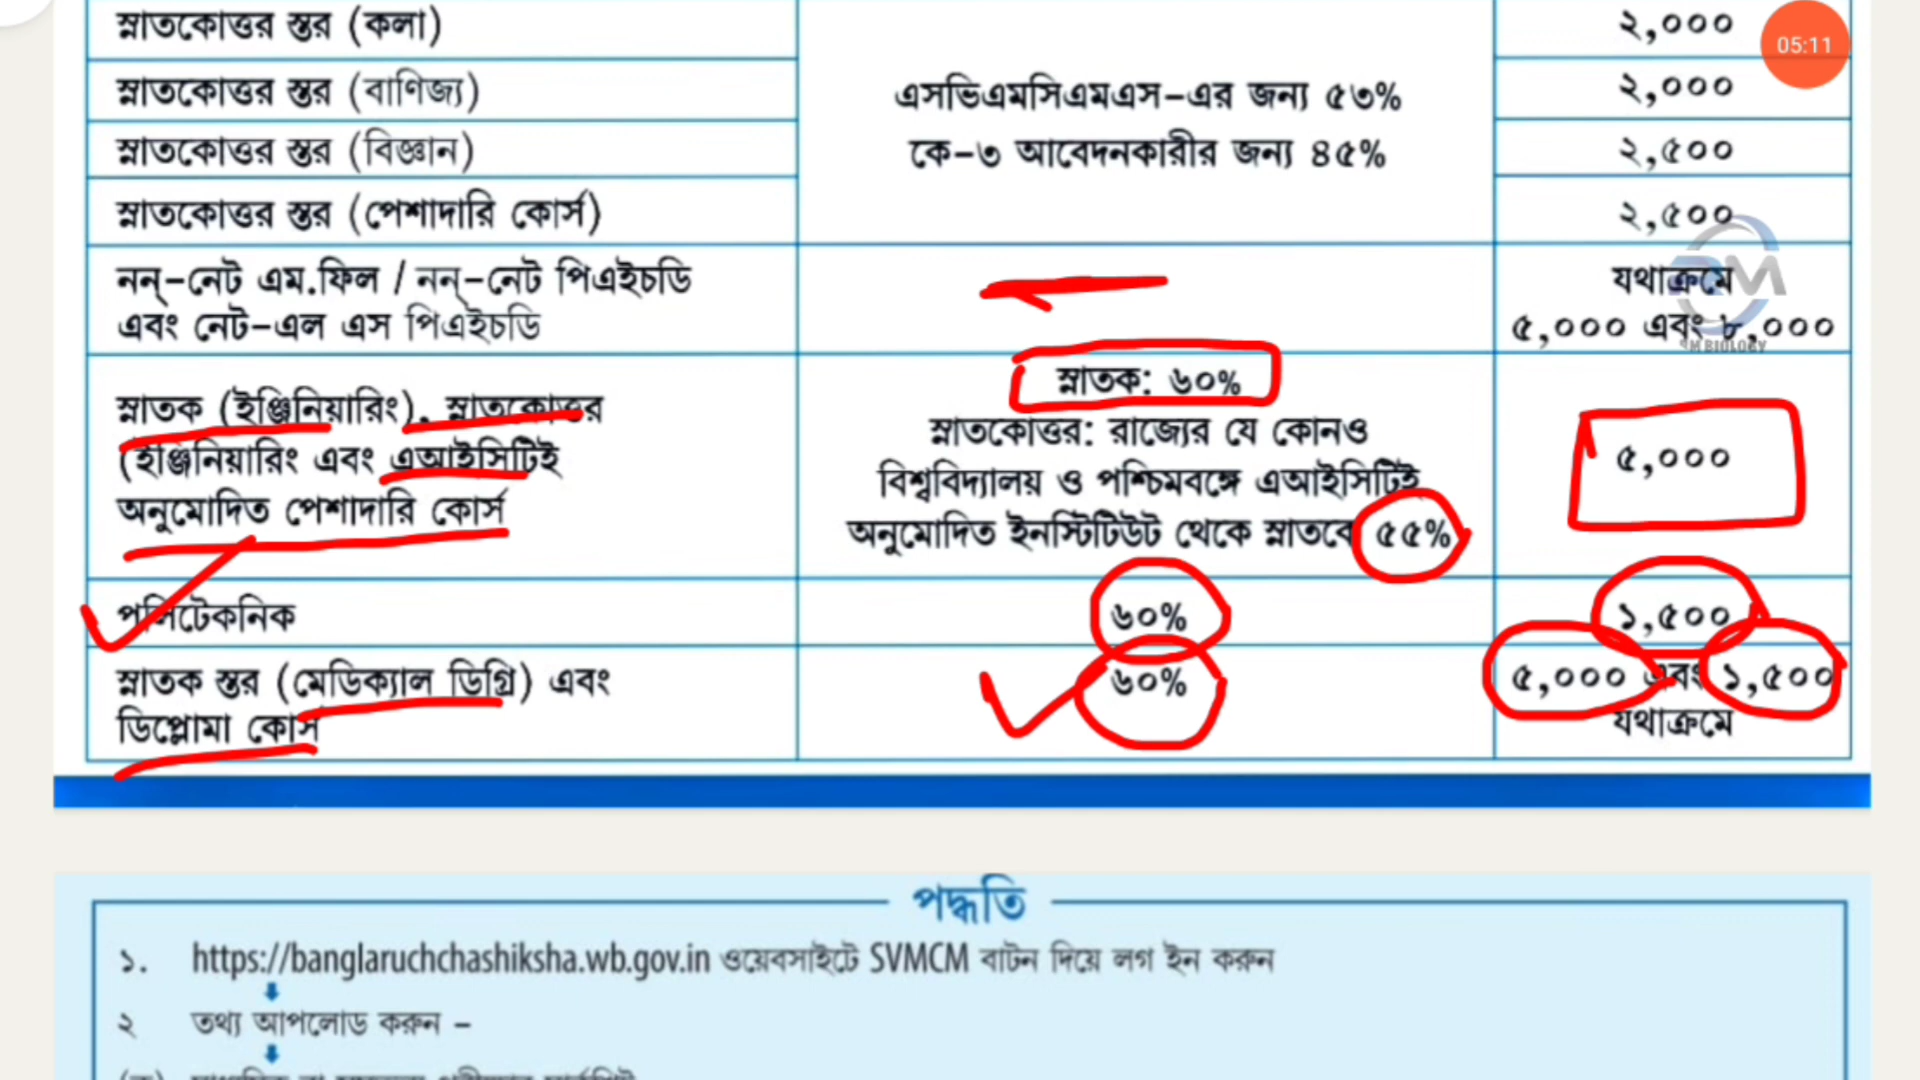 স্নাতকোত্তর স্তর (কলা)
২,০০০
05:11
স্নাতকোত্তর স্তর (বাণিজ্য)
২,০০০
এসভিএমসিএমএস-এর জন্য ৫৩%
কে-৩ আবেদনকারীর জন্য ৪৫%
স্নাতকোত্তর স্তর (বিজ্ঞান)
২,৫০০
স্নাতকোত্তর স্তর (পেশাদারি কোর্স)
২,৫০০
নন্-নেট এম.ফিল / নন্-নেট পিএইচডি
এবং নেট-এল এস পিএইচডি
যথাক্রমে
৫,০০০ এবং ৮,০০০
RM
RM BIOLOGY
স্নাতক (ইঞ্জিনিয়ারিং), স্নাতকোত্তর
(ইঞ্জিনিয়ারিং এবং এআইসিটিই
অনুমোদিত পেশাদারি কোর্স
স্নাতক: ৬০%
স্নাতকোত্তর: রাজ্যের যে কোনও
বিশ্ববিদ্যালয় ও পশ্চিমবঙ্গে এআইসিটিই
অনুমোদিত ইনস্টিটিউট থেকে স্নাতকে ৫৫%
৫,০০০
পলিটেকনিক
৬০%
১,৫০০
স্নাতক স্তর (মেডিক্যাল ডিগ্রি) এবং
ডিপ্লোমা কোর্স
৬০%
৫,০০০ এবং ১,৫০০
যথাক্রমে
পদ্ধতি
১. https://banglaruchchashiksha.wb.gov.in ওয়েবসাইটে SVMCM বাটন দিয়ে লগ ইন করুন
২ তথ্য আপলোড করুন –